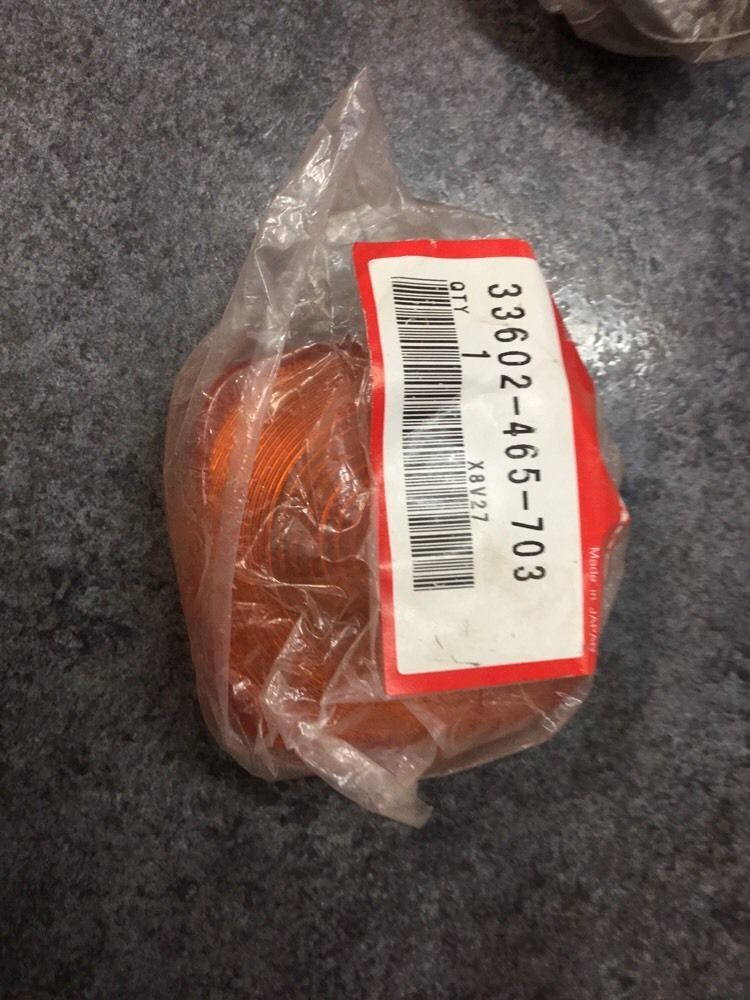 33602-465-703
QTY 1
X8V27
Made in JAPAN